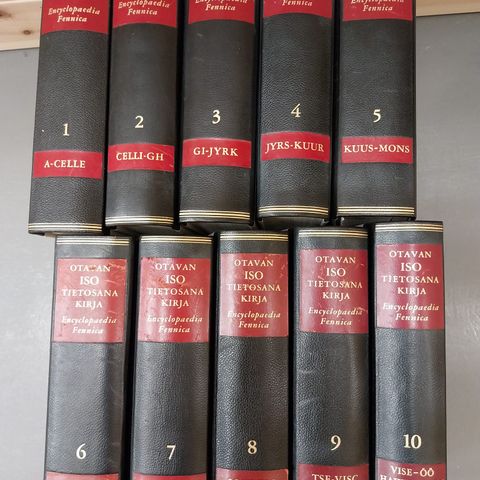 Encyclopaedia
Fennica
1
A-CELLE
Encyclopaedia
Fennica
2
CELLI-GH
Encyclopaedia
Fennica
3
GI-JYRK
Encyclopaedia
Fennica
4
JYRS-KUUR
Encyclopaedia
Fennica
5
KUUS-MONS
OTAVAN
ISO
TIETOSANA
KIRJA
Encyclopaedia
Fennica
6
OTAVAN
ISO
TIETOSANA
KIRJA
Encyclopaedia
Fennica
7
OTAVAN
ISO
TIETOSANA
KIRJA
Encyclopaedia
Fennica
8
OTAVAN
ISO
TIETOSANA
KIRJA
Encyclopaedia
Fennica
9
TSE-VISC
OTAVAN
ISO
TIETOSANA
KIRJA
Encyclopaedia
Fennica
10
VISE-ÖÖ